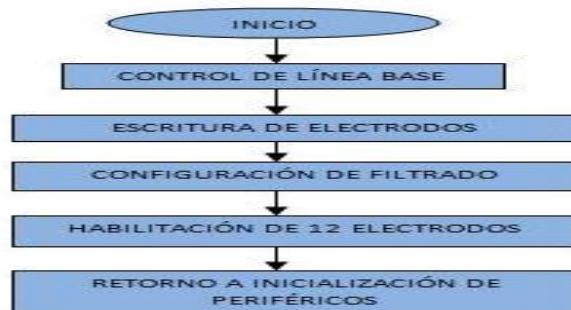 INICIO
CONTROL DE LÍNEA BASE
ESCRITURA DE ELECTRODOS
CONFIGURACIÓN DE FILTRADO
HABILITACIÓN DE 12 ELECTRODOS
RETORNO A INICIALIZACIÓN DE
PERIFÉRICOS